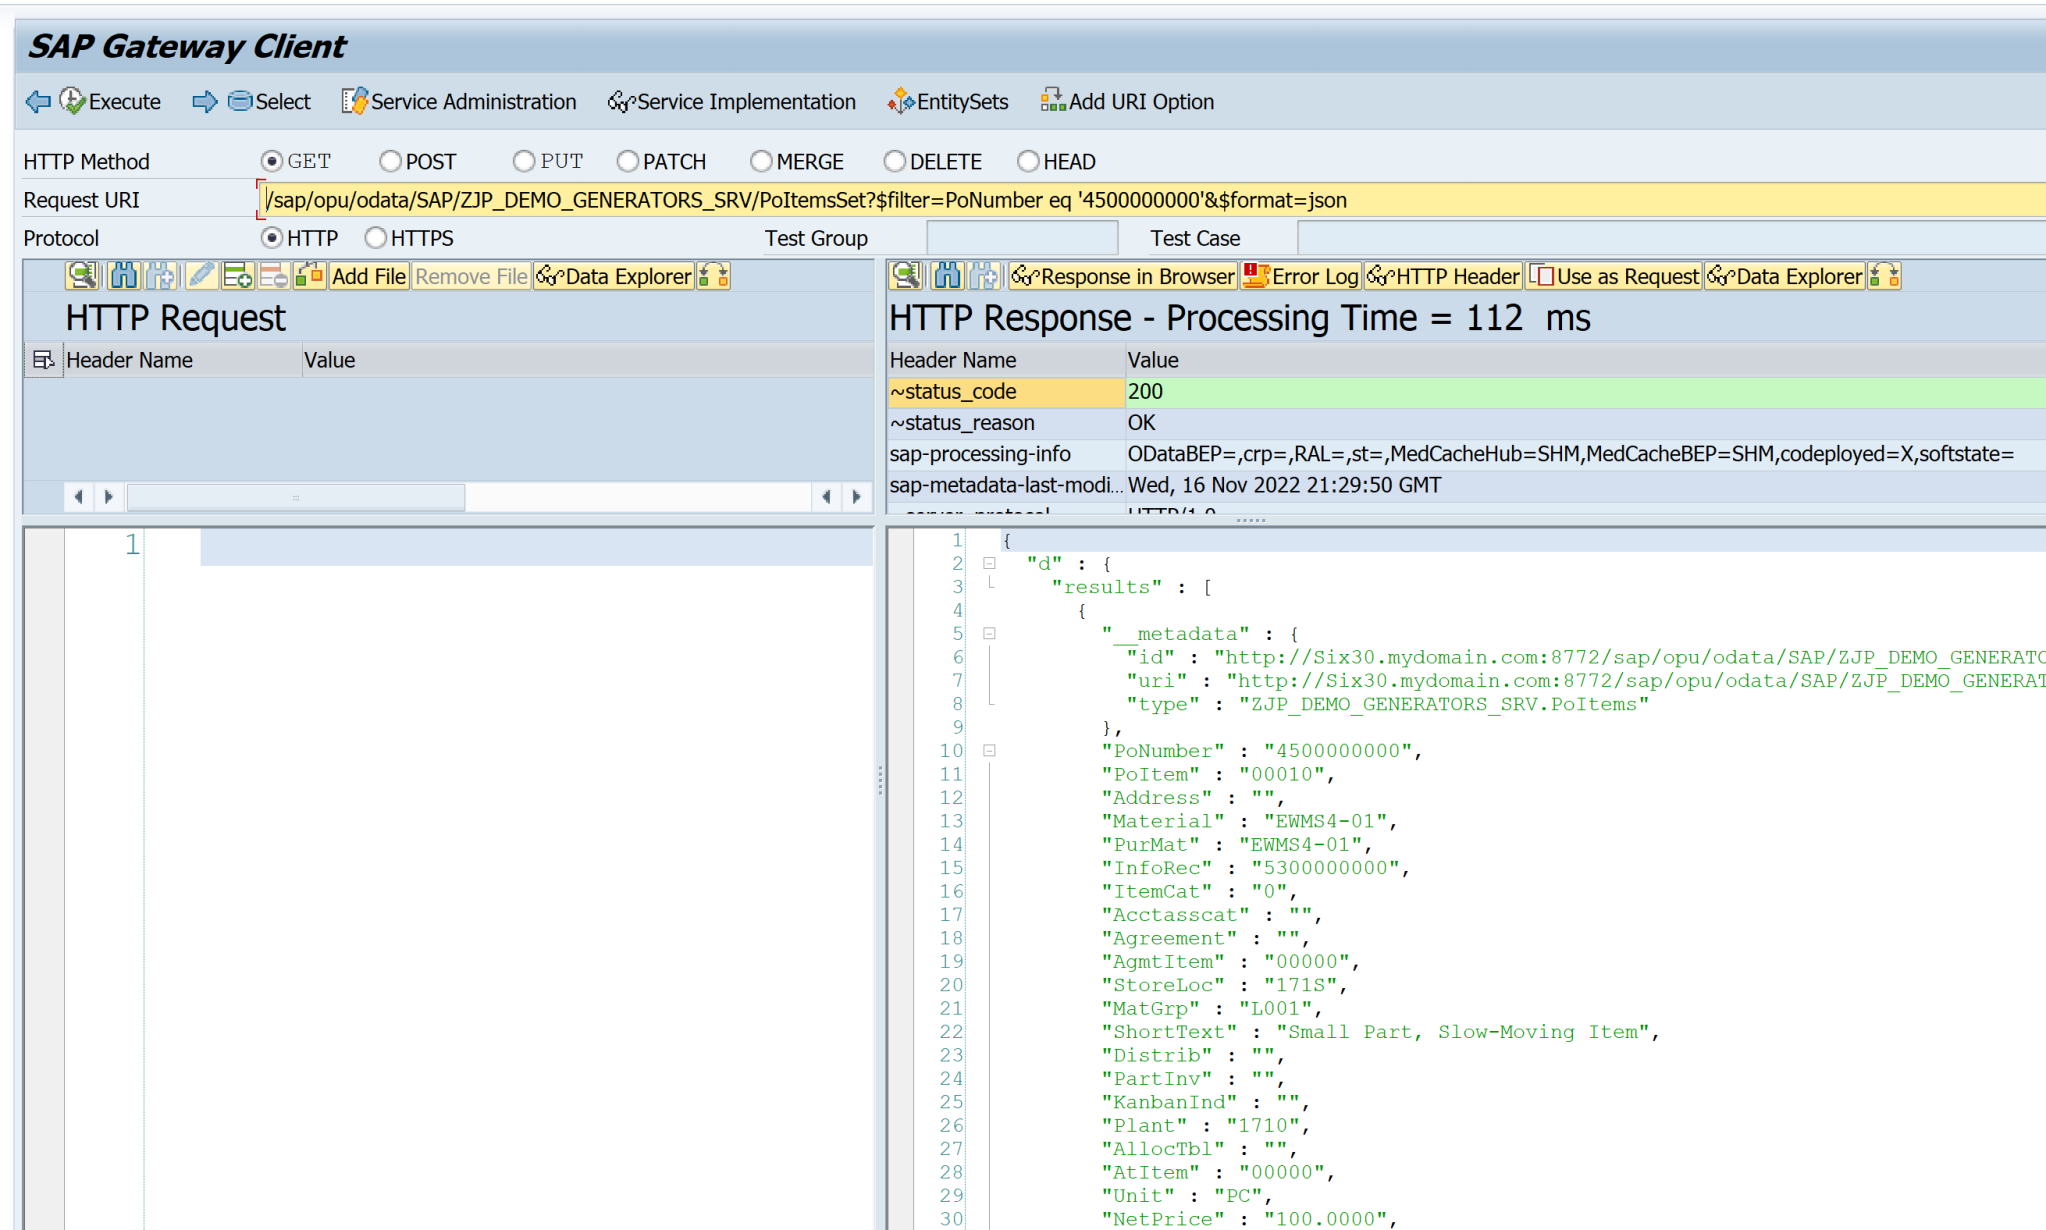 SAP Gateway Client
Execute Select Service Administration Service Implementation EntitySets Add URI Option
HTTP Method GET POST PUT PATCH MERGE DELETE HEAD
Request URI /sap/opu/odata/SAP/ZJP_DEMO_GENERATORS_SRV/PoItemsSet?$filter=PoNumber eq '4500000000'&$format=json
Protocol HTTP HTTPS Test Group Test Case
Add File Remove File Data Explorer
HTTP Request
Header Name Value
1
Response in Browser Error Log HTTP Header Use as Request Data Explorer
HTTP Response - Processing Time = 112 ms
Header Name Value
~status_code 200
~status_reason OK
sap-processing-info ODataBEP=,crp=,RAL=,st=,MedCacheHub=SHM,MedCacheBEP=SHM,codeployed=X,softstate=
sap-metadata-last-modi... Wed, 16 Nov 2022 21:29:50 GMT
1 {
2 "d" : {
3 "results" : [
4 {
5 "__metadata" : {
6 "id" : "http://Six30.mydomain.com:8772/sap/opu/odata/SAP/ZJP_DEMO_GENERATO
7 "uri" : "http://Six30.mydomain.com:8772/sap/opu/odata/SAP/ZJP_DEMO_GENERAT
8 "type" : "ZJP_DEMO_GENERATORS_SRV.PoItems"
9 },
10 "PoNumber" : "4500000000",
11 "PoItem" : "00010",
12 "Address" : "",
13 "Material" : "EWMS4-01",
14 "PurMat" : "EWMS4-01",
15 "InfoRec" : "5300000000",
16 "ItemCat" : "0",
17 "Acctasscat" : "",
18 "Agreement" : "",
19 "AgmtItem" : "00000",
20 "StoreLoc" : "171S",
21 "MatGrp" : "L001",
22 "ShortText" : "Small Part, Slow-Moving Item",
23 "Distrib" : "",
24 "PartInv" : "",
25 "KanbanInd" : "",
26 "Plant" : "1710",
27 "AllocTbl" : "",
28 "AtItem" : "00000",
29 "Unit" : "PC",
30 "NetPrice" : "100.0000",